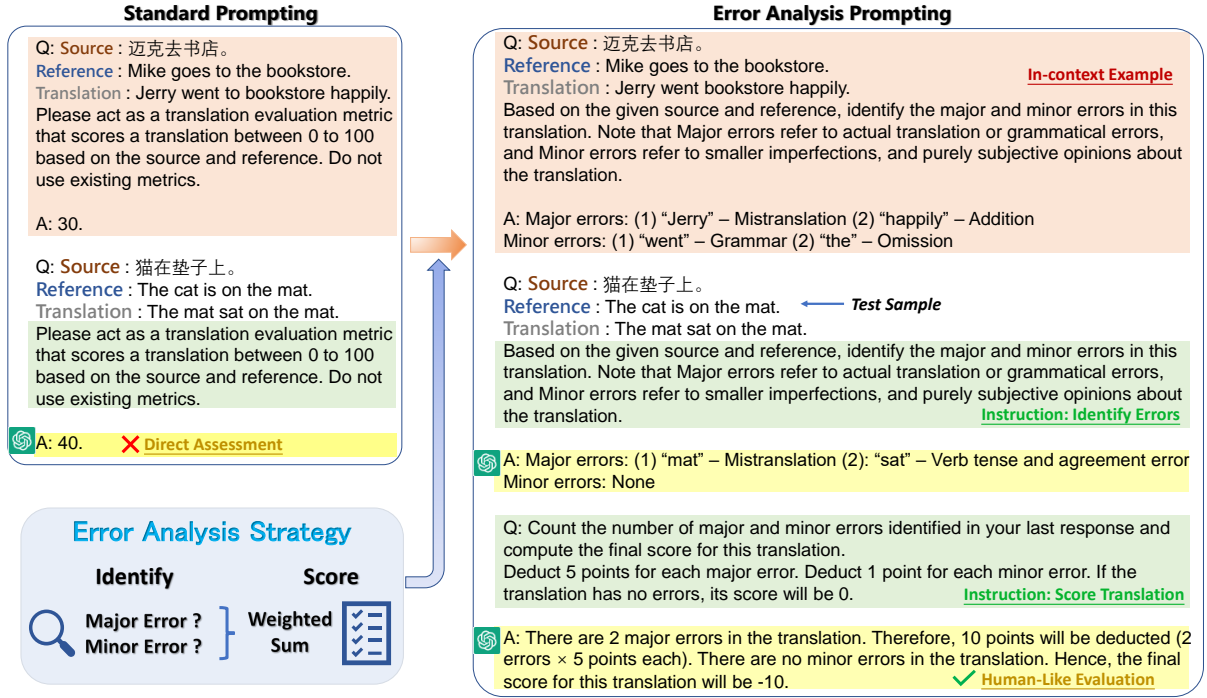 Standard Prompting
Q: Source : 迈克去书店。
Reference : Mike goes to the bookstore.
Translation : Jerry went to bookstore happily.
Please act as a translation evaluation metric
that scores a translation between 0 to 100
based on the source and reference. Do not
use existing metrics.
A: 30.
Q: Source : 猫在垫子上。
Reference : The cat is on the mat.
Translation : The mat sat on the mat.
Please act as a translation evaluation metric
that scores a translation between 0 to 100
based on the source and reference. Do not
use existing metrics.
A: 40.
Direct Assessment
Error Analysis Strategy
Identify
Score
Major Error ?
Minor Error ?
Weighted
Sum
Error Analysis Prompting
Q: Source : 迈克去书店。
Reference : Mike goes to the bookstore.
In-context Example
Translation : Jerry went bookstore happily.
Based on the given source and reference, identify the major and minor errors in this
translation. Note that Major errors refer to actual translation or grammatical errors,
and Minor errors refer to smaller imperfections, and purely subjective opinions about
the translation.
A: Major errors: (1) “Jerry” – Mistranslation (2) “happily” – Addition
Minor errors: (1) “went” – Grammar (2) “the” – Omission
Q: Source : 猫在垫子上。
Reference : The cat is on the mat.
Test Sample
Translation : The mat sat on the mat.
Based on the given source and reference, identify the major and minor errors in this
translation. Note that Major errors refer to actual translation or grammatical errors,
and Minor errors refer to smaller imperfections, and purely subjective opinions about
the translation.
Instruction: Identify Errors
A: Major errors: (1) “mat” – Mistranslation (2): “sat” – Verb tense and agreement error
Minor errors: None
Q: Count the number of major and minor errors identified in your last response and
compute the final score for this translation.
Deduct 5 points for each major error. Deduct 1 point for each minor error. If the
translation has no errors, its score will be 0.
Instruction: Score Translation
A: There are 2 major errors in the translation. Therefore, 10 points will be deducted (2
errors × 5 points each). There are no minor errors in the translation. Hence, the final
score for this translation will be -10.
Human-Like Evaluation